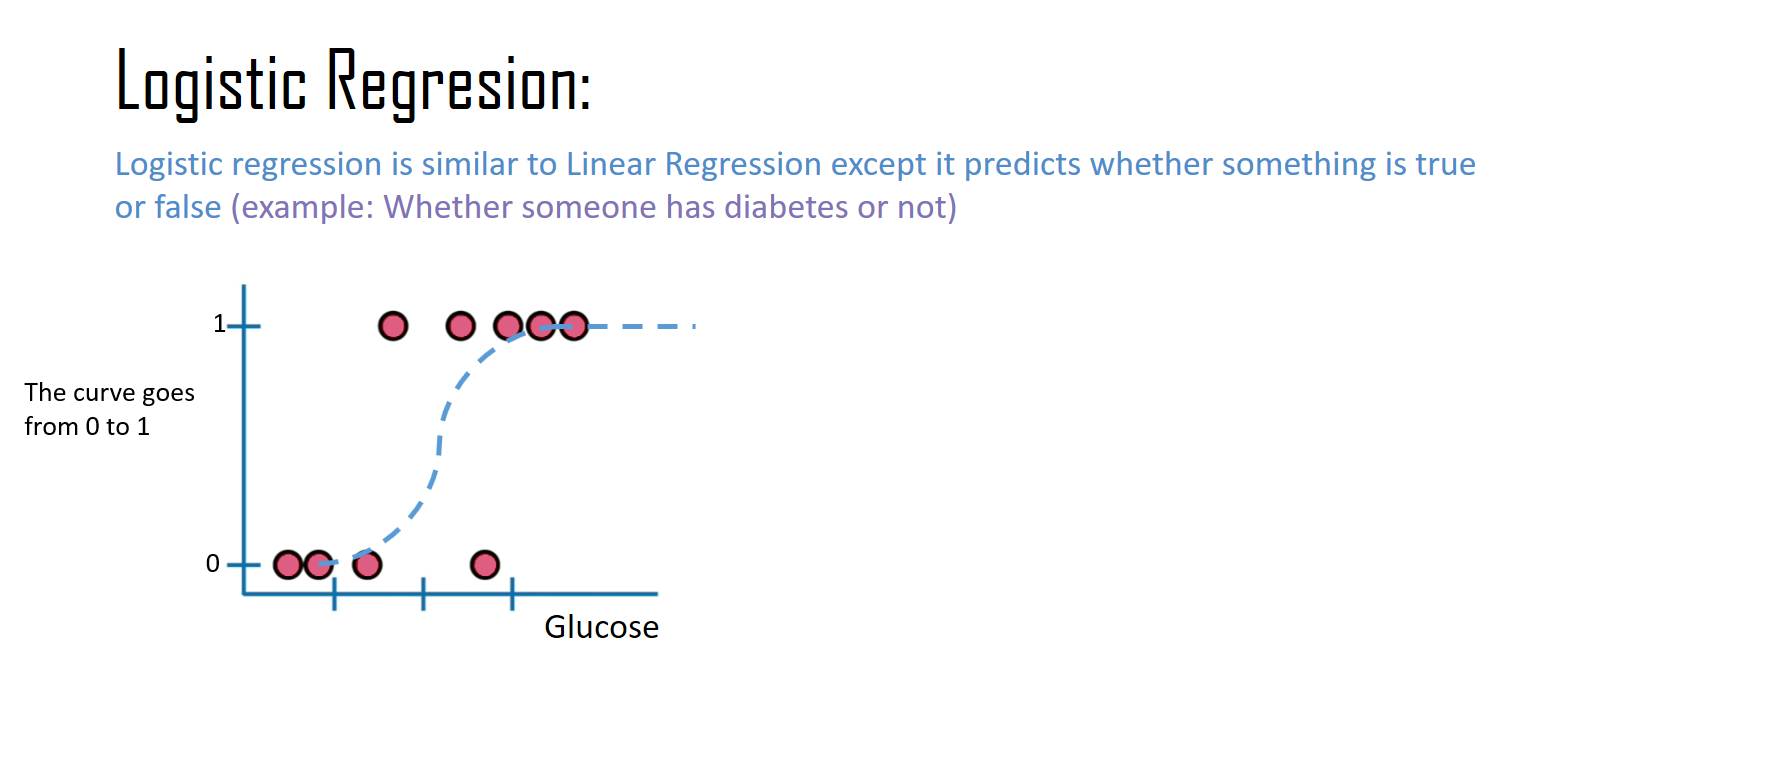 Logistic Regresion:
Logistic regression is similar to Linear Regression except it predicts whether something is true
or false (example: Whether someone has diabetes or not)
1
The curve goes
from 0 to 1
0
Glucose